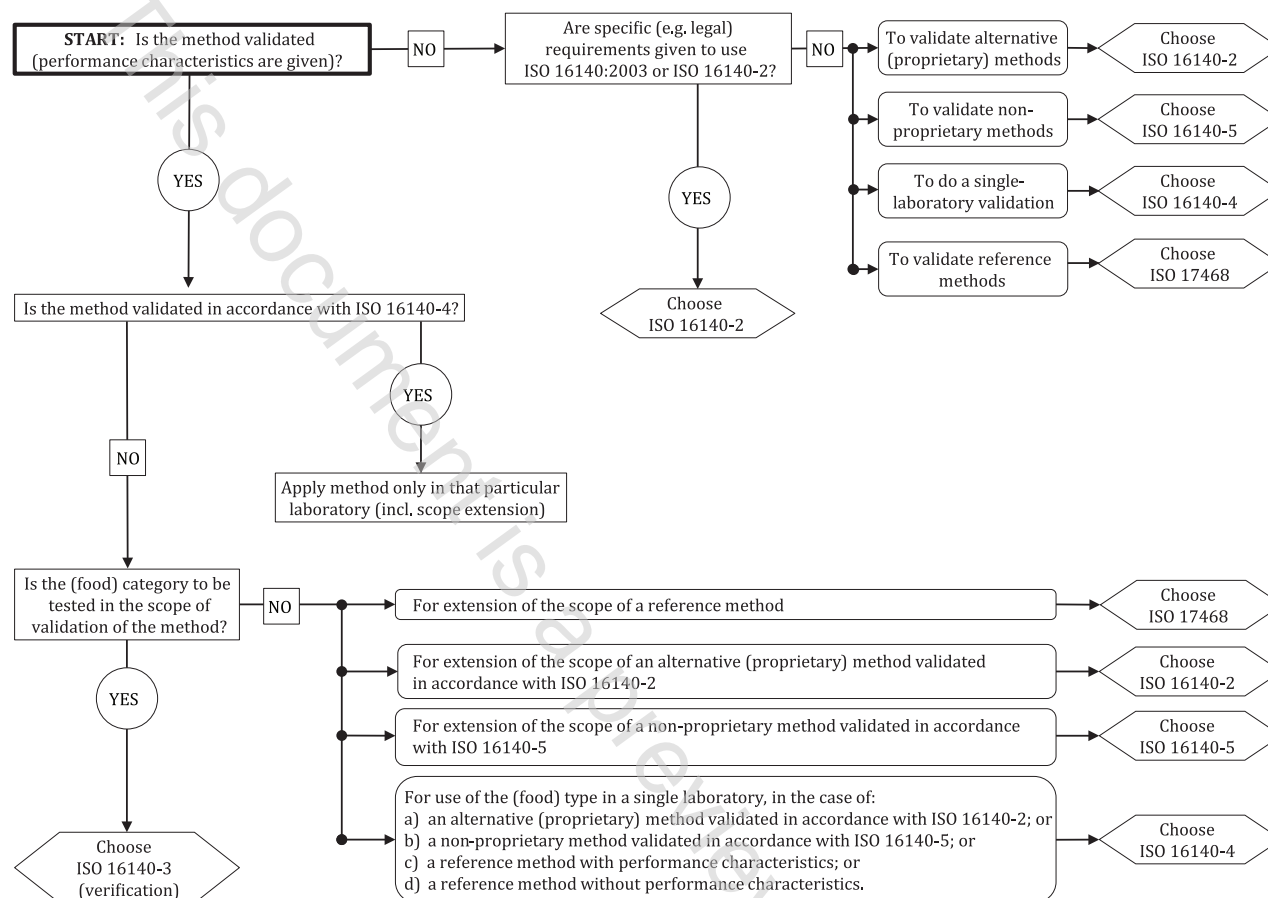 START: Is the method validated
(performance characteristics are given)?
NO
Are specific (e.g. legal)
requirements given to use
ISO 16140:2003 or ISO 16140-2?
NO
To validate alternative
(proprietary) methods
Choose
ISO 16140-2
To validate non-
proprietary methods
Choose
ISO 16140-5
To do a single-
laboratory validation
Choose
ISO 16140-4
To validate reference
methods
Choose
ISO 17468
YES
YES
Choose
ISO 16140-2
Is the method validated in accordance with ISO 16140-4?
YES
NO
Apply method only in that particular
laboratory (incl. scope extension)
Is the (food) category to be
tested in the scope of
validation of the method?
NO
For extension of the scope of a reference method
Choose
ISO 17468
For extension of the scope of an alternative (proprietary) method validated
in accordance with ISO 16140-2
Choose
ISO 16140-2
For extension of the scope of a non-proprietary method validated in accordance
with ISO 16140-5
Choose
ISO 16140-5
For use of the (food) type in a single laboratory, in the case of:
a) an alternative (proprietary) method validated in accordance with ISO 16140-2; or
b) a non-proprietary method validated in accordance with ISO 16140-5; or
c) a reference method with performance characteristics; or
d) a reference method without performance characteristics.
Choose
ISO 16140-4
YES
Choose
ISO 16140-3
(verification)
This document is a preview